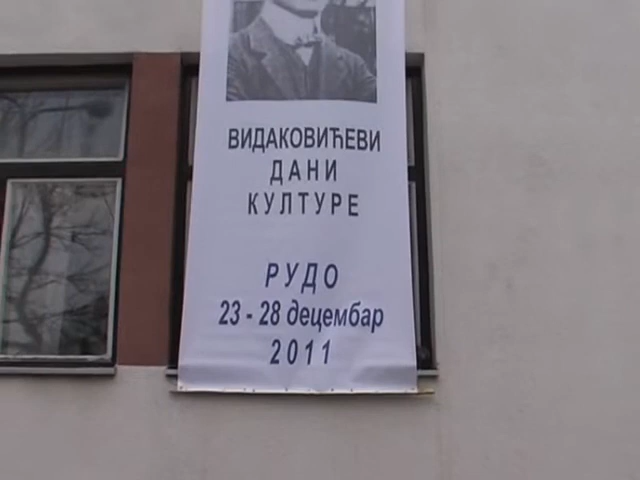 ВИДАКОВИЋЕВИ
ДАНИ
КУЛТУРЕ
РУДО
23 - 28 децембар
2011